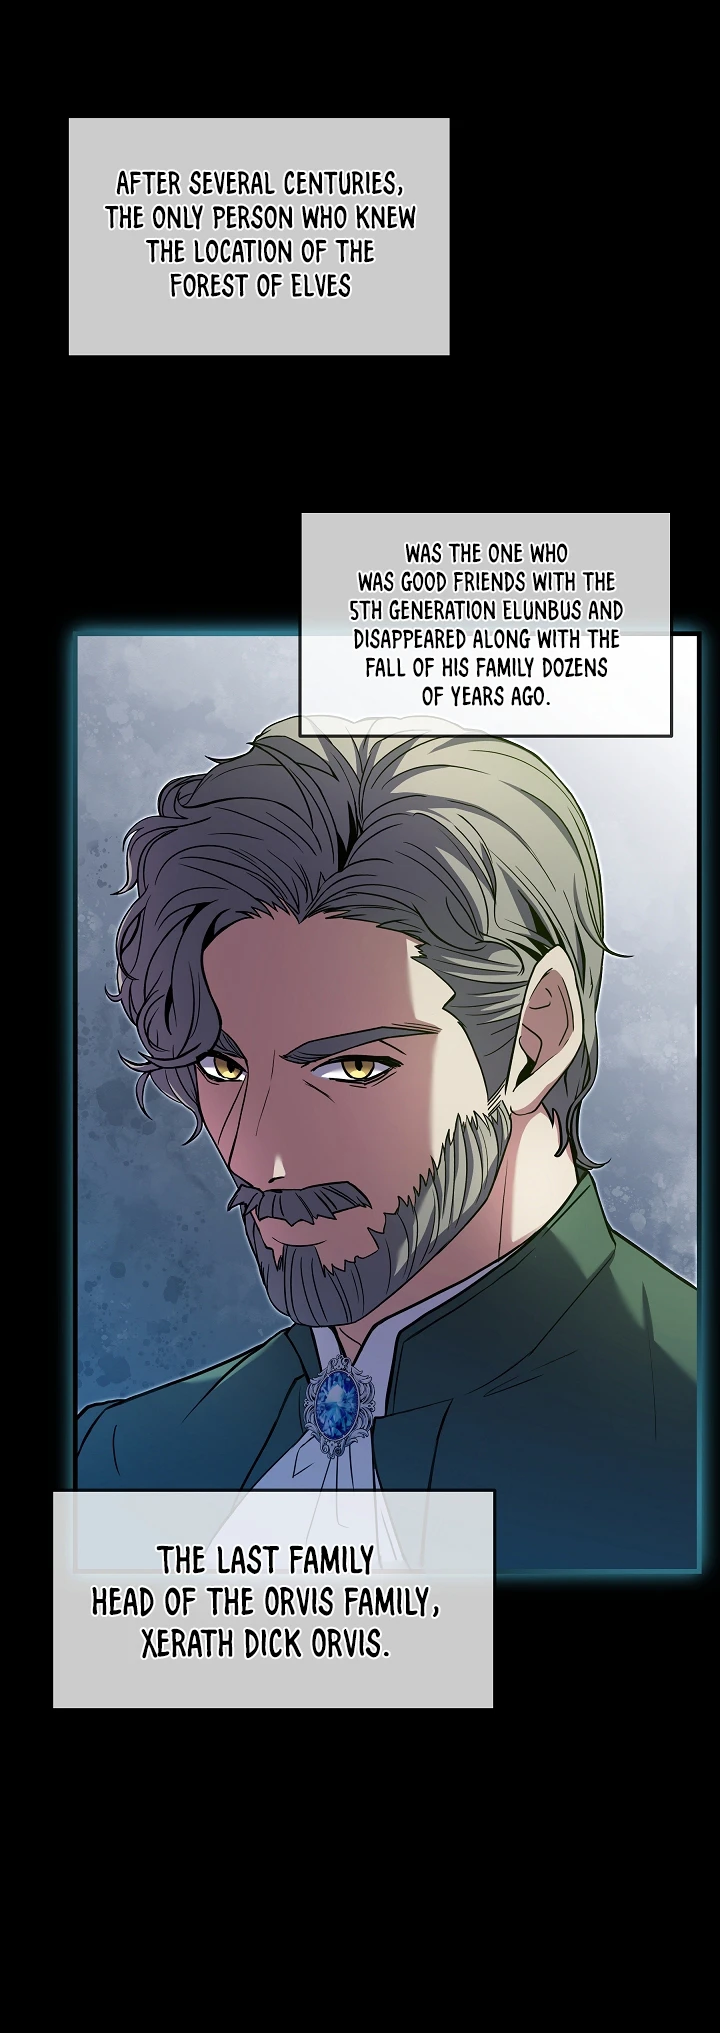 AFTER SEVERAL CENTURIES,
THE ONLY PERSON WHO KNEW
THE LOCATION OF THE
FOREST OF ELVES
WAS THE ONE WHO
WAS GOOD FRIENDS WITH THE
5TH GENERATION ELUNBUS AND
DISAPPEARED ALONG WITH THE
FALL OF HIS FAMILY DOZENS
OF YEARS AGO.
THE LAST FAMILY
HEAD OF THE ORVIS FAMILY,
XERATH DICK ORVIS.